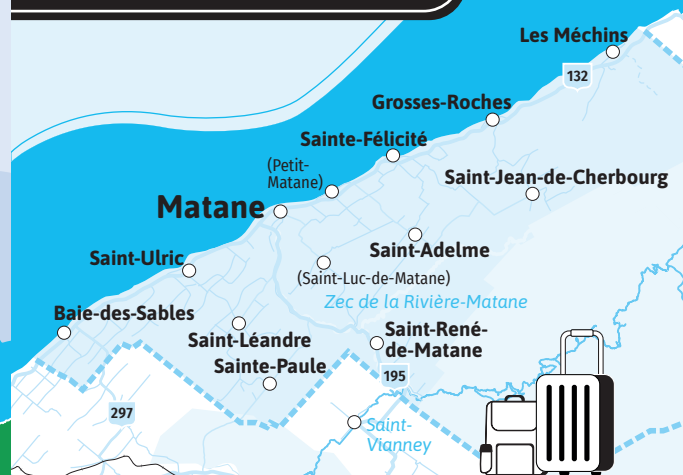 Les Méchins
132
Grosses-Roches
Sainte-Félicité
(Petit-
Matane)
Saint-Jean-de-Cherbourg
Matane
Saint-Adelme
Saint-Ulric
(Saint-Luc-de-Matane)
Zec de la Rivière-Matane
Baie-des-Sables
Saint-Léandre
Saint-René-
de-Matane
Sainte-Paule
195
297
Saint-
Vianney